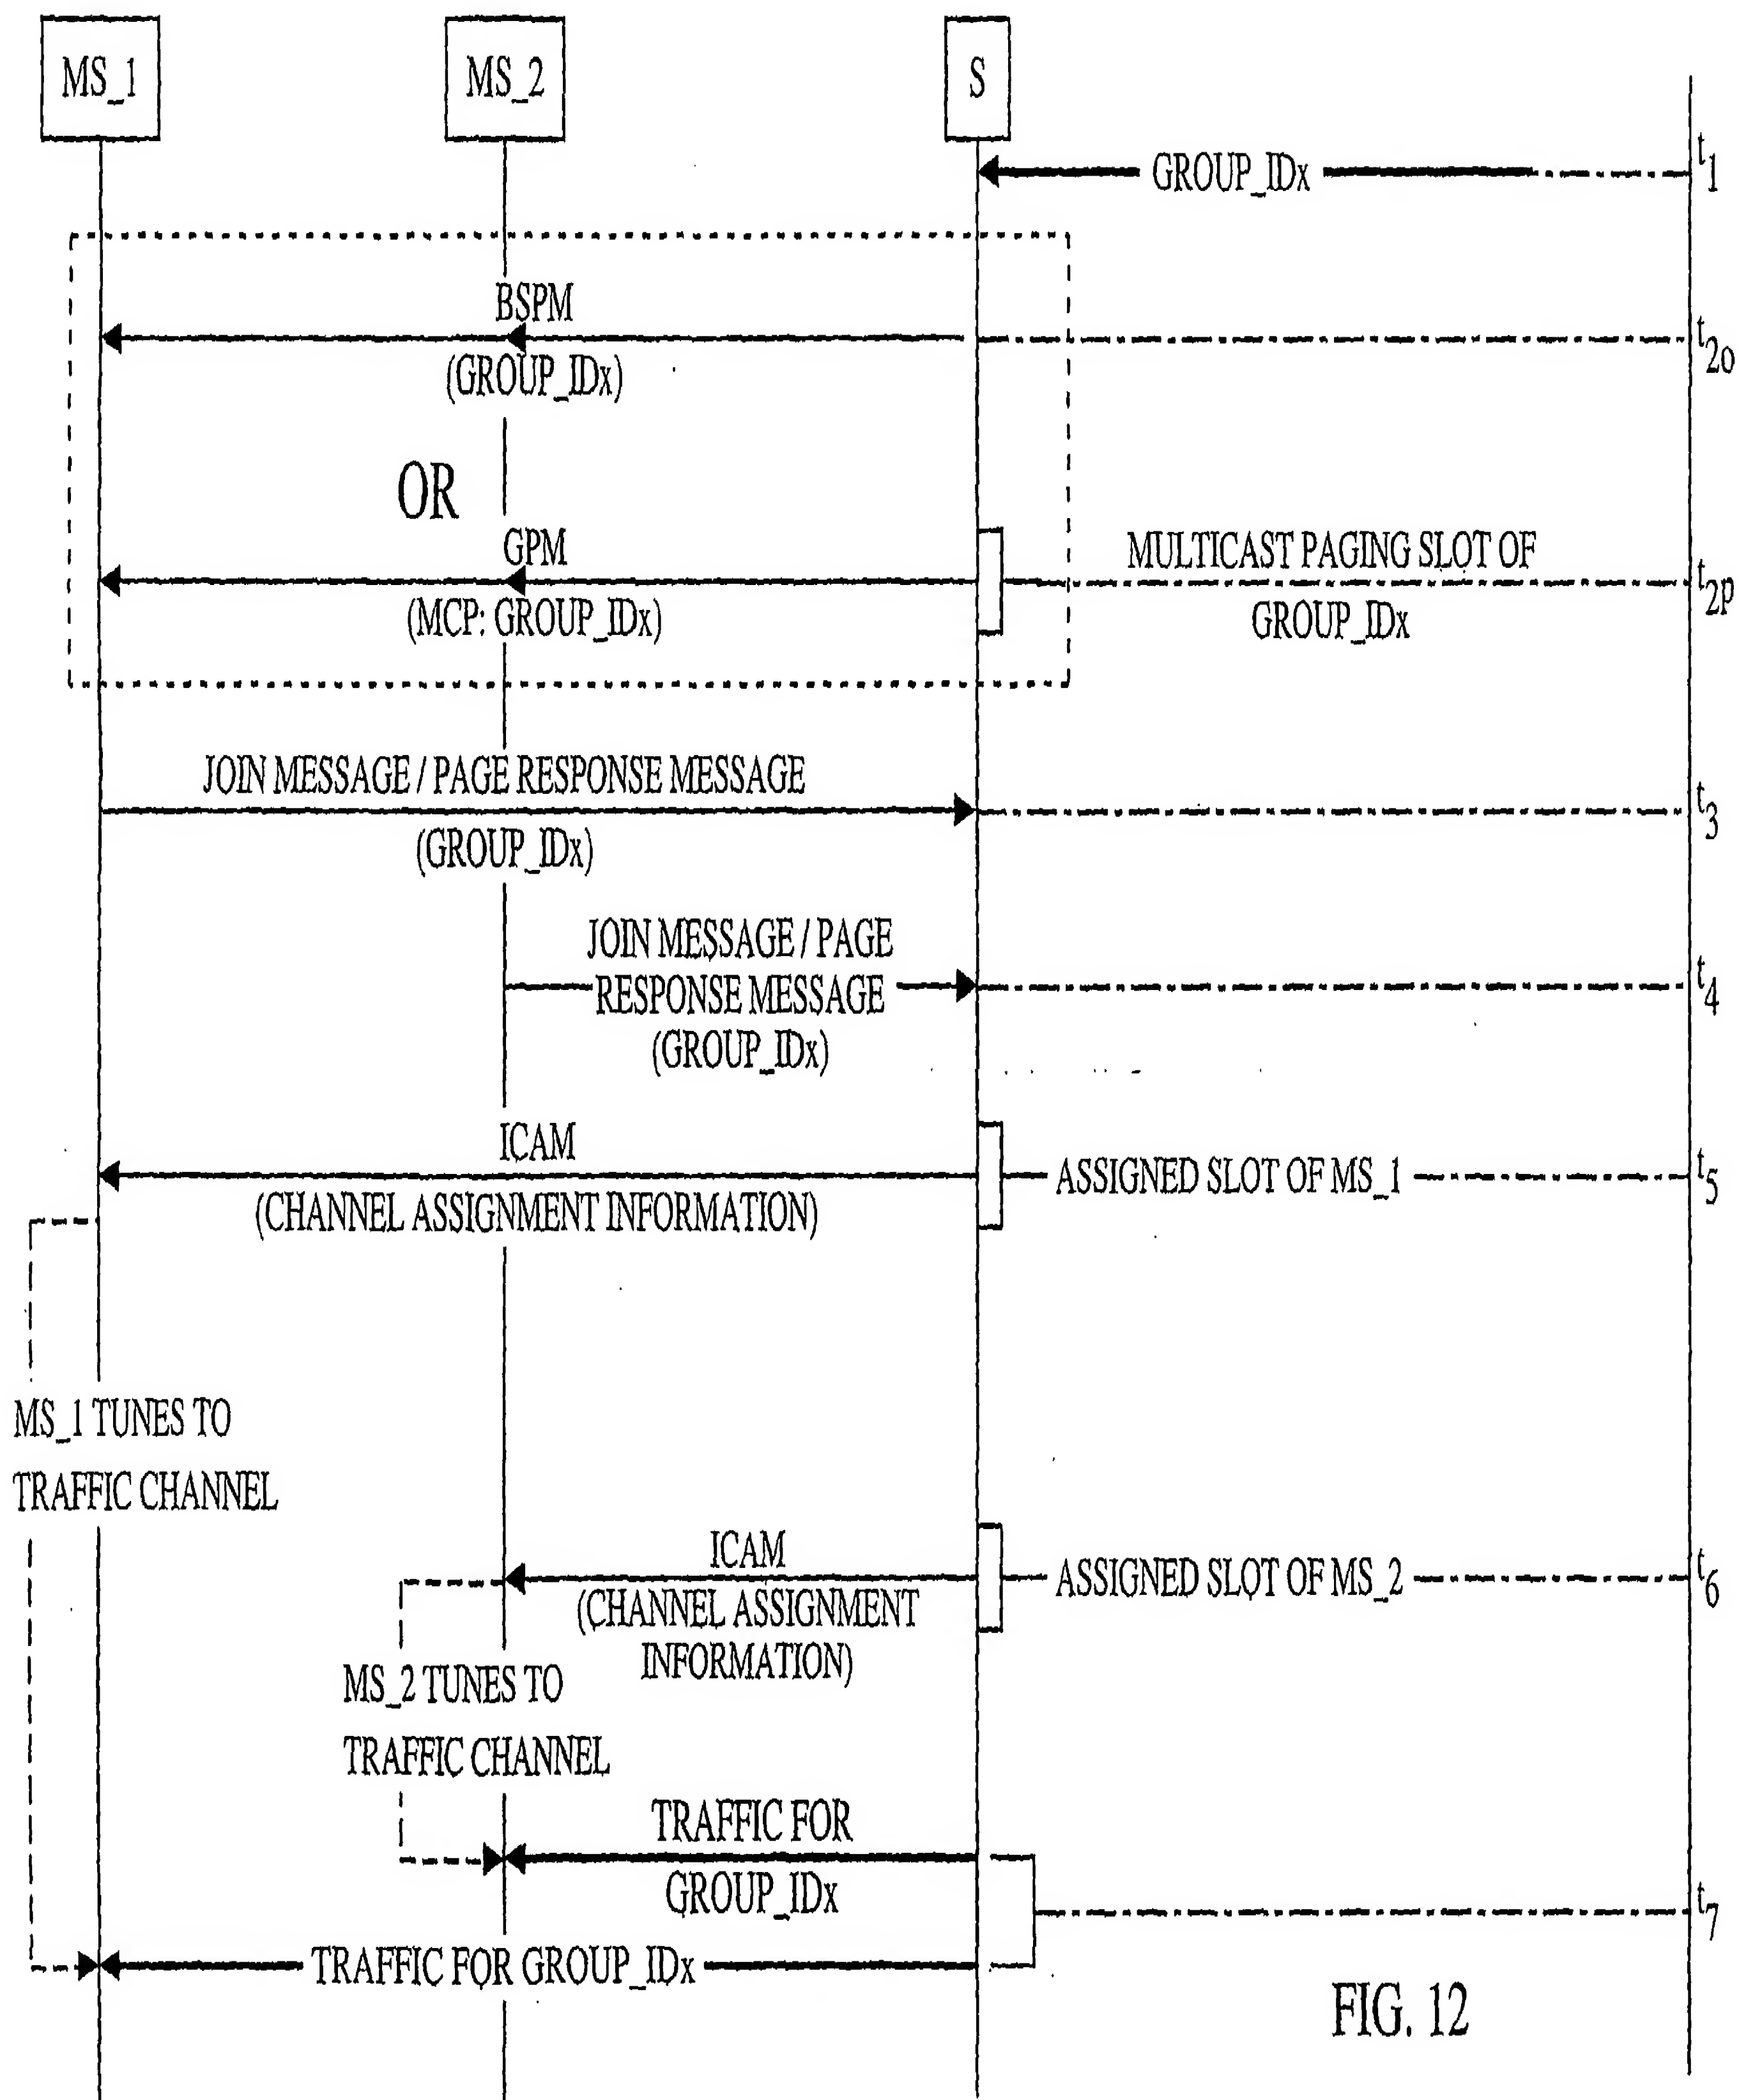 MS_1
MS_2
S
GROUP_IDx
t1
BSPM
(GROUP_IDx)
t2o
OR
GPM
(MCP: GROUP_IDx)
MULTICAST PAGING SLOT OF
GROUP_IDx
t2p
JOIN MESSAGE / PAGE RESPONSE MESSAGE
(GROUP_IDx)
t3
JOIN MESSAGE / PAGE
RESPONSE MESSAGE
(GROUP_IDx)
t4
ICAM
(CHANNEL ASSIGNMENT INFORMATION)
ASSIGNED SLOT OF MS_1
t5
MS_1 TUNES TO
TRAFFIC CHANNEL
ICAM
(CHANNEL ASSIGNMENT
INFORMATION)
ASSIGNED SLOT OF MS_2
t6
MS_2 TUNES TO
TRAFFIC CHANNEL
TRAFFIC FOR
GROUP_IDx
t7
TRAFFIC FOR GROUP_IDx
FIG. 12